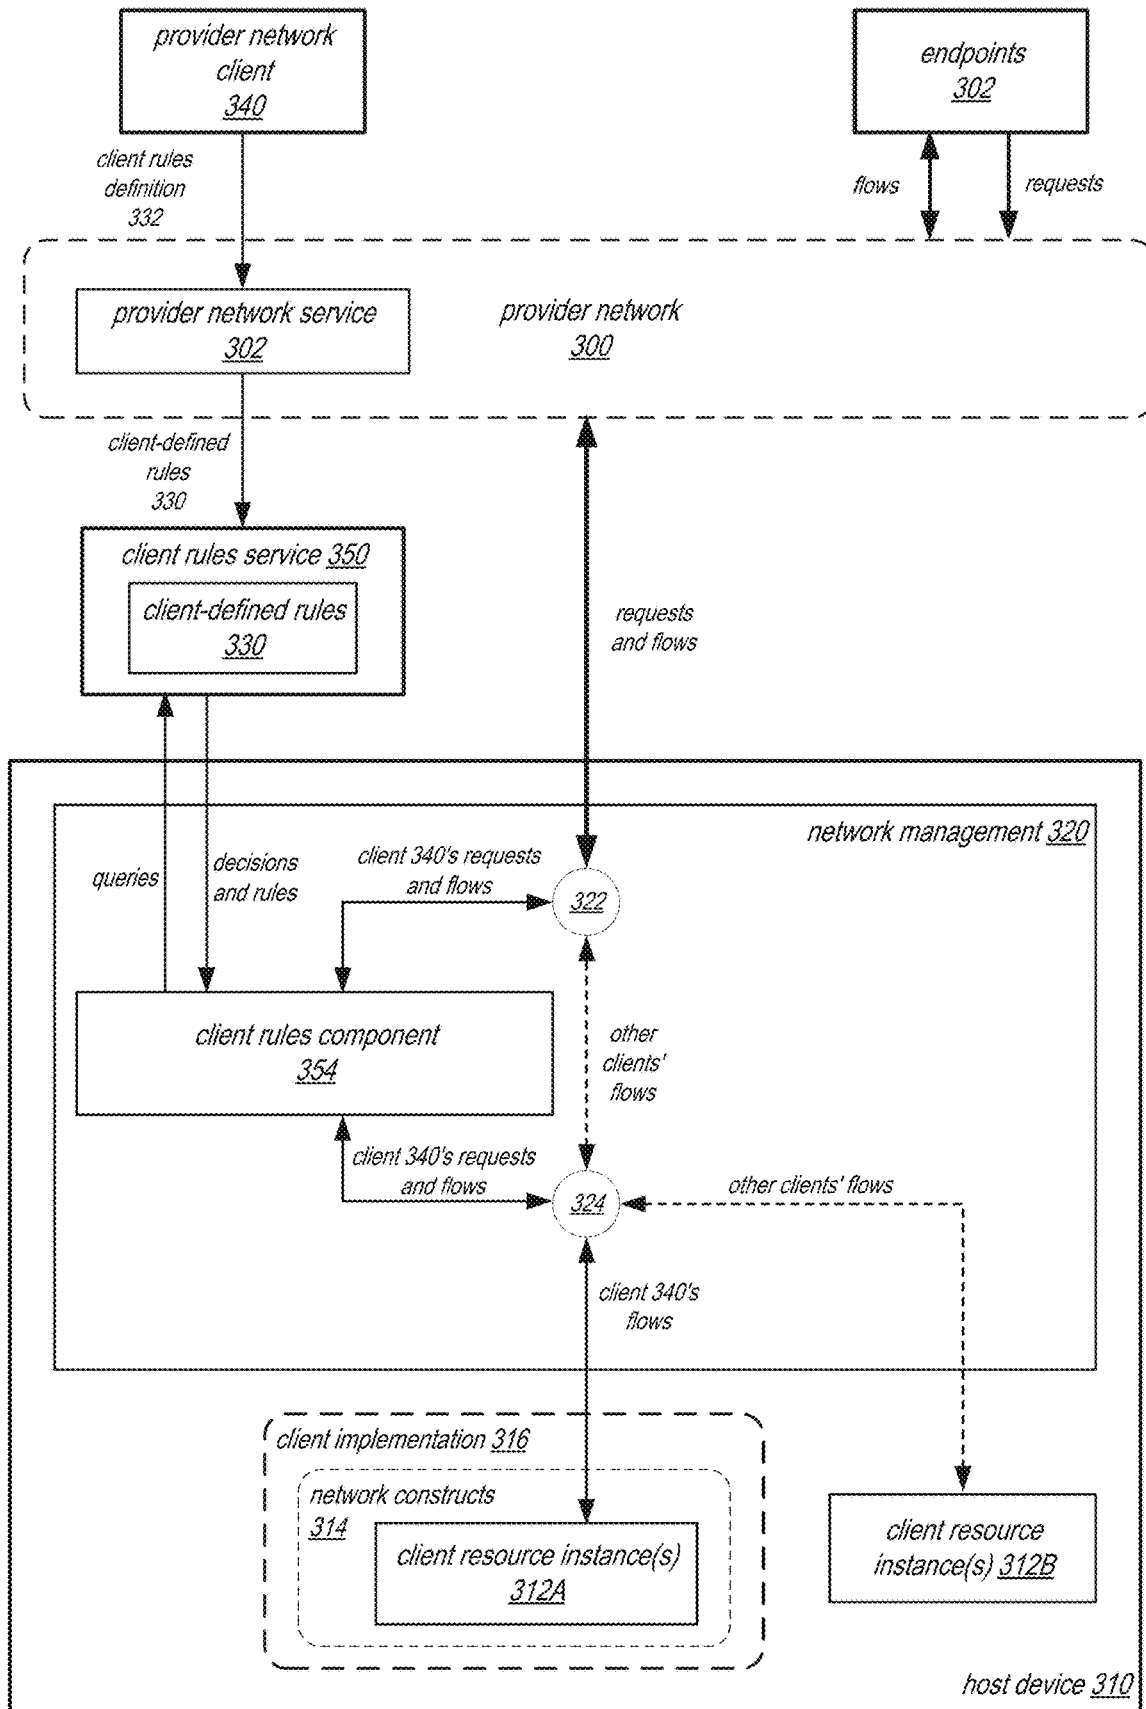 provider network
client
340
endpoints
302
client rules
definition
332
flows
requests
provider network service
302
provider network
300
client-defined
rules
330
client rules service 350
client-defined rules
330
requests
and flows
network management 320
queries
decisions
and rules
client 340's requests
and flows
322
client rules component
354
other
clients'
flows
client 340's requests
and flows
324
other clients' flows
client 340's
flows
client implementation 316
network constructs
314
client resource instance(s)
312A
client resource
instance(s) 312B
host device 310